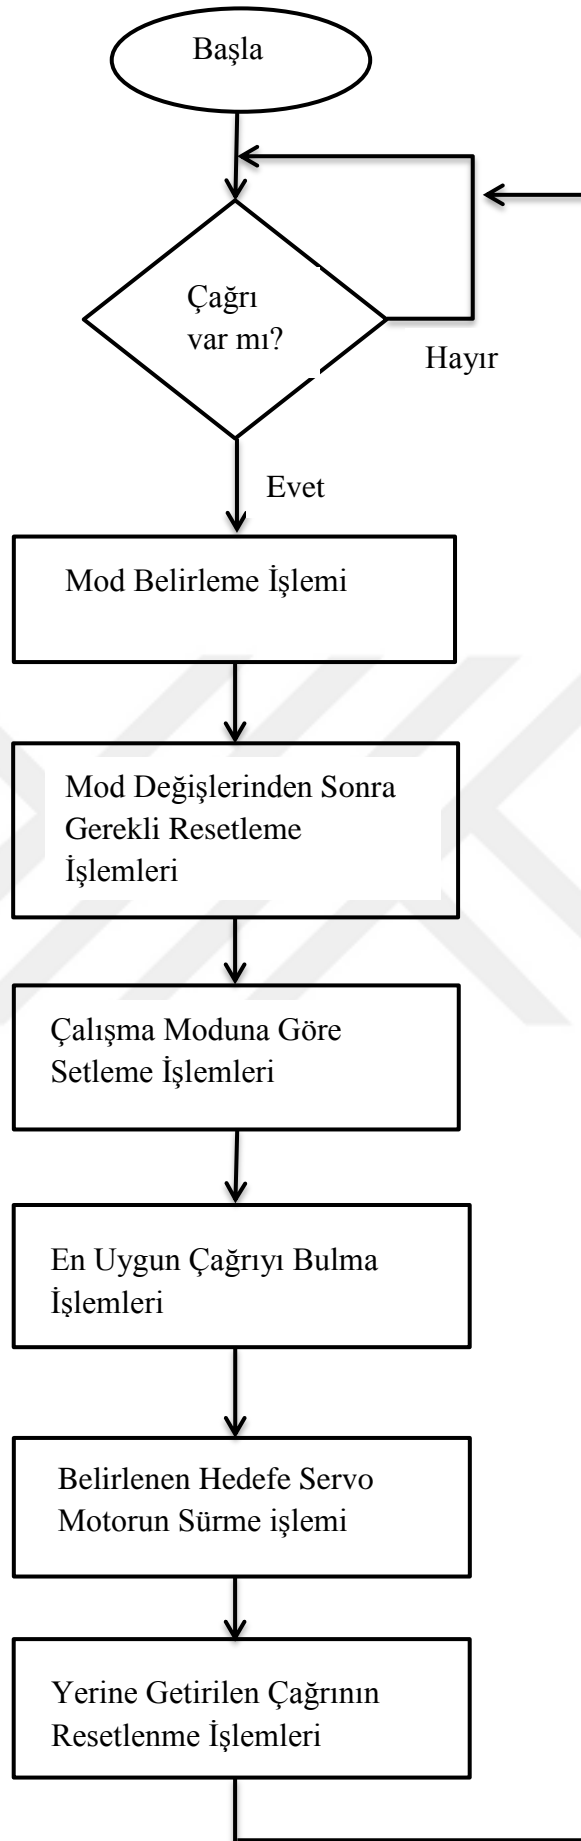 Başla
Çağrı
var mı?
Hayır
Evet
Mod Belirleme İşlemi
Mod Değişlerinden Sonra
Gerekli Resetleme
İşlemleri
Çalışma Moduna Göre
Setleme İşlemleri
En Uygun Çağrıyı Bulma
İşlemleri
Belirlenen Hedefe Servo
Motorun Sürme işlemi
Yerine Getirilen Çağrının
Resetlenme İşlemleri